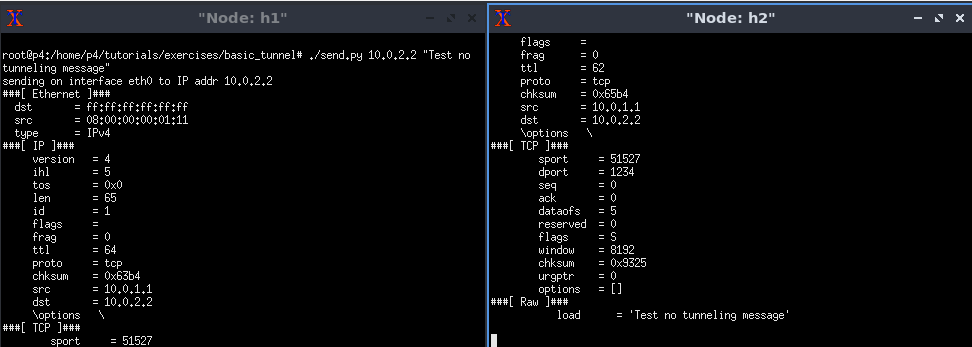 "Node: h1"
root@p4:/home/p4/tutorials/exercises/basic_tunnel# ./send.py 10.0.2.2 "Test no
tunneling message"
sending on interface eth0 to IP addr 10.0.2.2
###[ Ethernet ]###
dst = ff:ff:ff:ff:ff:ff
src = 08:00:00:00:01:11
type = IPv4
###[ IP ]###
version = 4
ihl = 5
tos = 0x0
len = 65
id = 1
flags =
frag = 0
ttl = 64
proto = tcp
chksum = 0x63b4
src = 10.0.1.1
dst = 10.0.2.2
\options \
###[ TCP ]###
sport = 51527
"Node: h2"
flags =
frag = 0
ttl = 62
proto = tcp
chksum = 0x65b4
src = 10.0.1.1
dst = 10.0.2.2
\options \
###[ TCP ]###
sport = 51527
dport = 1234
seq = 0
ack = 0
dataofs = 5
reserved = 0
flags = S
window = 8192
chksum = 0x9325
urgptr = 0
options = []
###[ Raw ]###
load = 'Test no tunneling message'